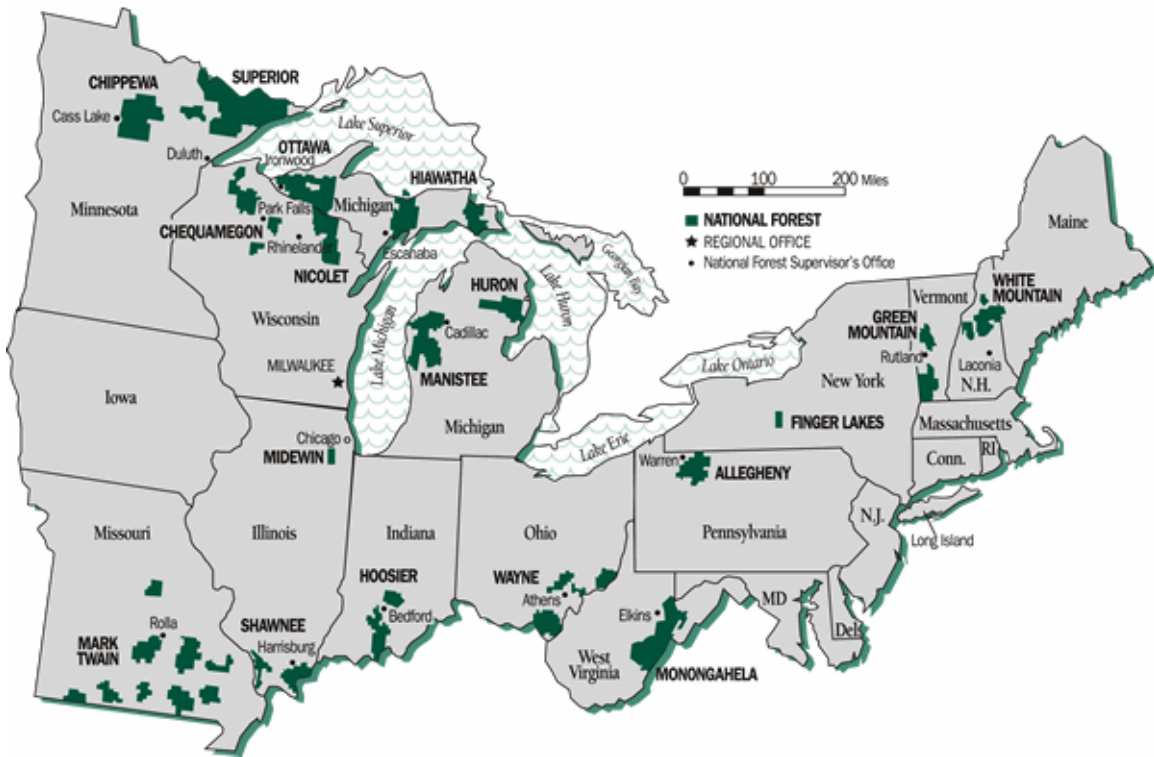 CHIPPEWA
SUPERIOR
Cass Lake
Lake Superior
OTTAWA
Duluth
Ironwood
HIAWATHA
0 100 200 Miles
Minnesota
Park Falls
Michigan
NATIONAL FOREST
Maine
CHEQUAMEGON
REGIONAL OFFICE
Rhinelander
Escanaba
National Forest Supervisor's Office
NICOLET
Georgian Bay
HURON
Lake Huron
Vermont
WHITE
MOUNTAIN
Wisconsin
Lake Michigan
Cadillac
GREEN
MOUNTAIN
MILWAUKEE
MANISTEE
Lake Ontario
Rutland
Laconia
New York
N.H.
Iowa
Michigan
FINGER LAKES
Massachusetts
Chicago
Lake Erie
MIDEWIN
Warren
Conn.
RI
ALLEGHENY
Missouri
Illinois
Indiana
Ohio
Pennsylvania
N.J.
Long Island
HOOSIER
WAYNE
Athens
MD
Bedford
Elkins
Rolla
SHAWNEE
Del.
MARK
TWAIN
Harrisburg
West
Virginia
MONONGAHELA